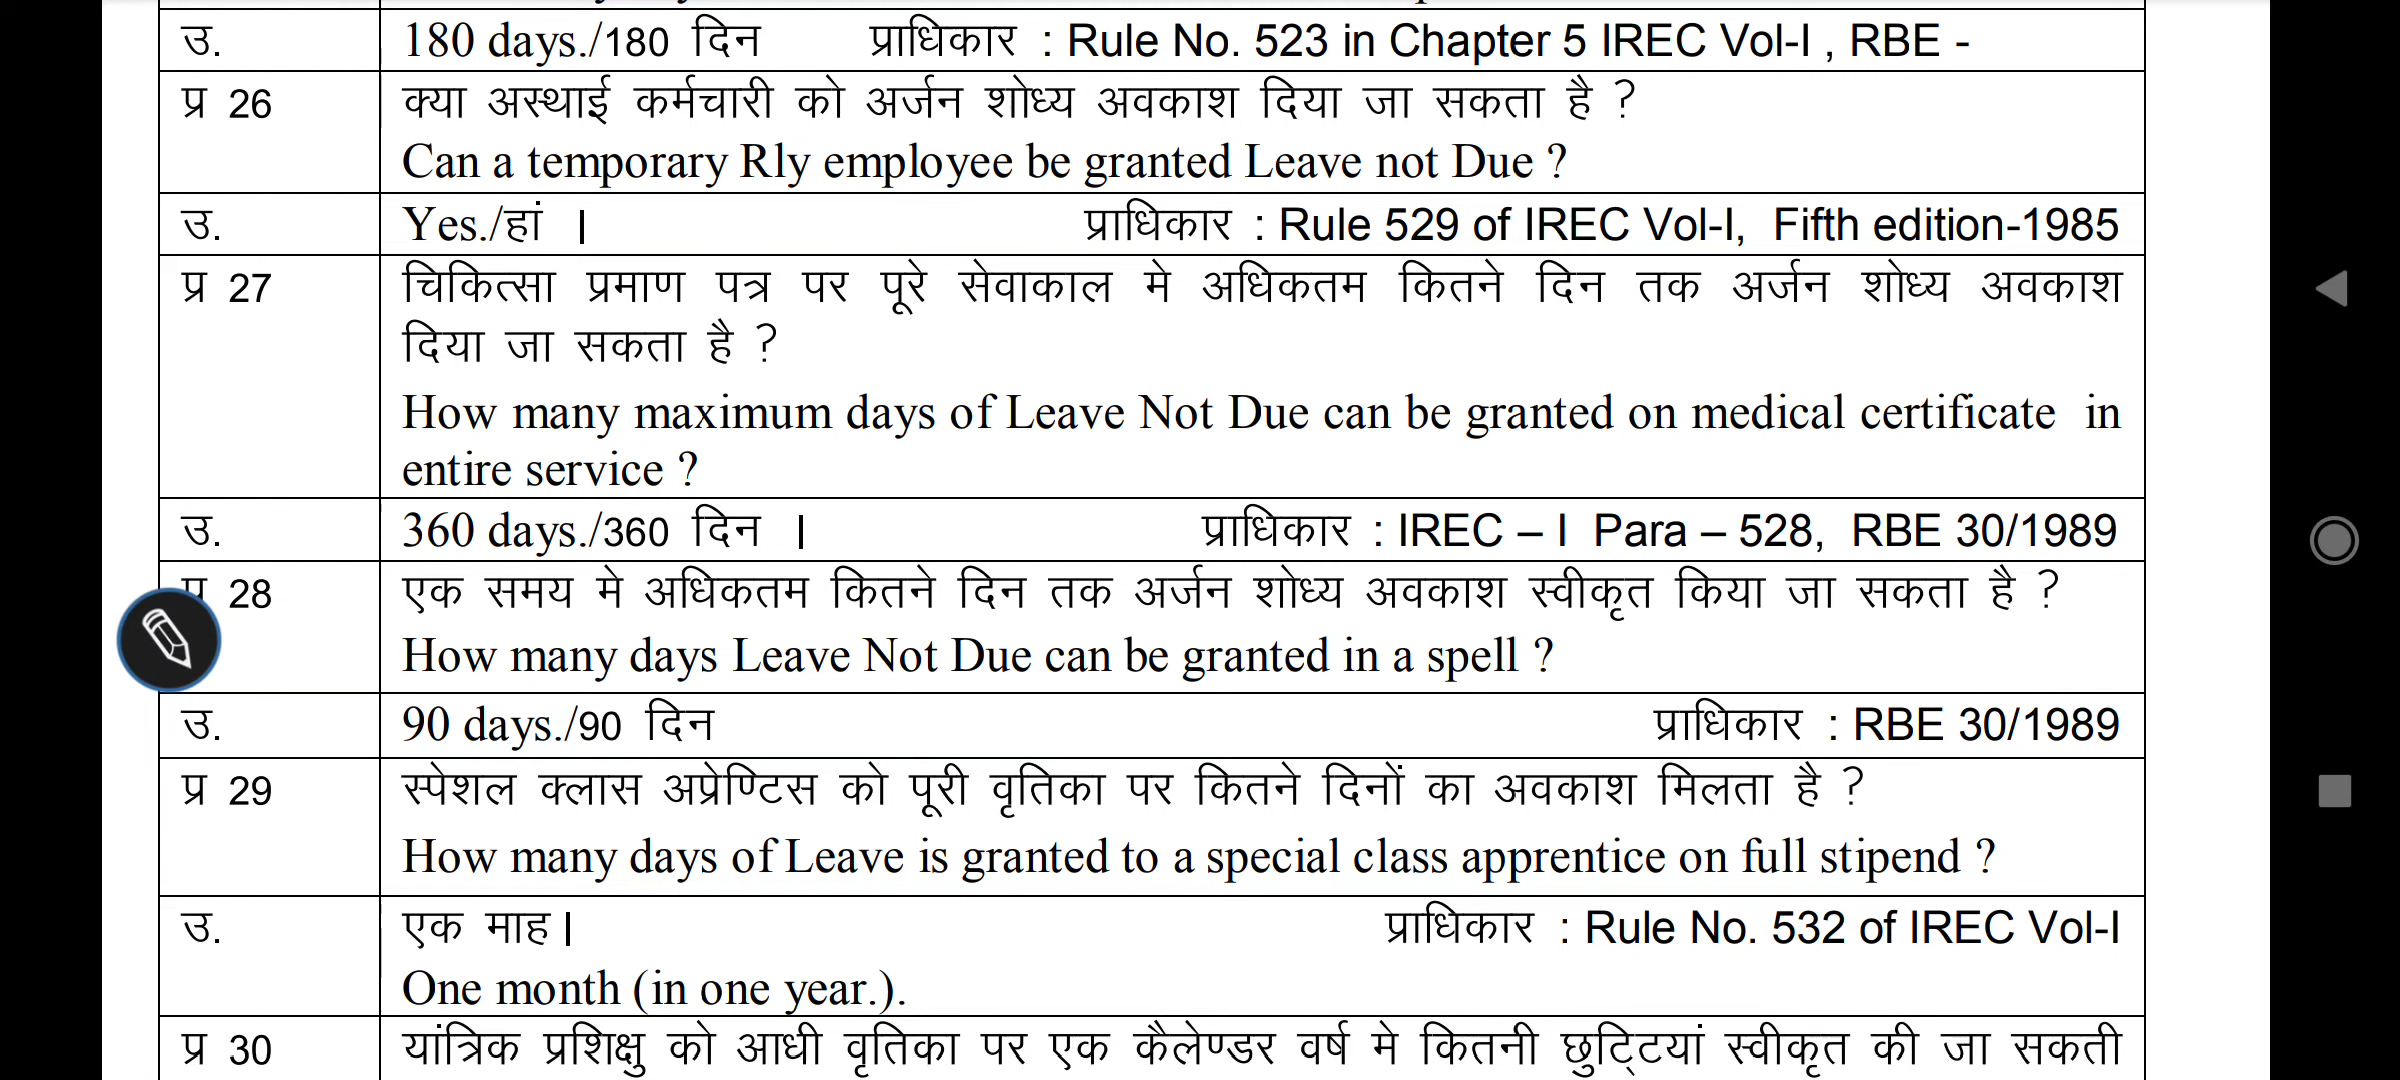 उ. 180 days./180 दिन प्राधिकार : Rule No. 523 in Chapter 5 IREC Vol-I , RBE -
प्र 26 क्या अस्थाई कर्मचारी को अर्जन शोध्य अवकाश दिया जा सकता है ?
Can a temporary Rly employee be granted Leave not Due ?
उ. Yes./हां । प्राधिकार : Rule 529 of IREC Vol-I, Fifth edition-1985
प्र 27 चिकित्सा प्रमाण पत्र पर पूरे सेवाकाल मे अधिकतम कितने दिन तक अर्जन शोध्य अवकाश
दिया जा सकता है ?
How many maximum days of Leave Not Due can be granted on medical certificate in
entire service ?
उ. 360 days./360 दिन । प्राधिकार : IREC – I Para – 528, RBE 30/1989
प्र 28 एक समय मे अधिकतम कितने दिन तक अर्जन शोध्य अवकाश स्वीकृत किया जा सकता है ?
How many days Leave Not Due can be granted in a spell ?
उ. 90 days./90 दिन प्राधिकार : RBE 30/1989
प्र 29 स्पेशल क्लास अप्रेण्टिस को पूरी वृतिका पर कितने दिनों का अवकाश मिलता है ?
How many days of Leave is granted to a special class apprentice on full stipend ?
उ. एक माह। प्राधिकार : Rule No. 532 of IREC Vol-I
One month (in one year.).
प्र 30 यांत्रिक प्रशिक्षु को आधी वृतिका पर एक कैलेण्डर वर्ष मे कितनी छुट्टियां स्वीकृत की जा सकती